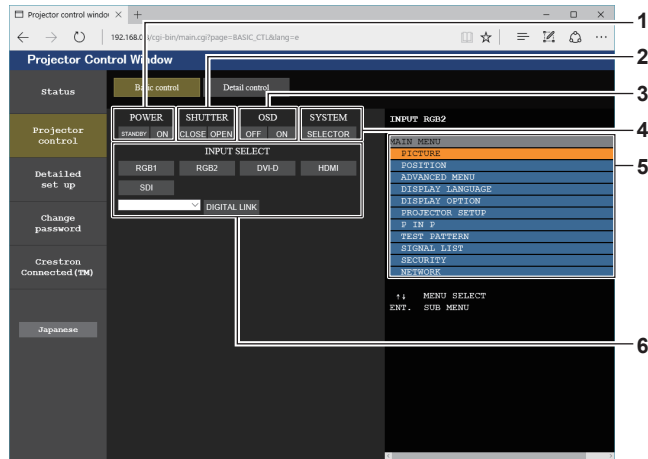 Projector control window
192.168.0.8/cgi-bin/main.cgi?page=BASIC_CTL&lang=e
Projector Control Window
Status
Projector
control
Detailed
set up
Change
password
Crestron
Connected(TM)
Japanese
Basic control
Detail control
POWER
SHUTTER
OSD
SYSTEM
STANDBY
ON
CLOSE
OPEN
OFF
ON
SELECTOR
INPUT SELECT
RGB1
RGB2
DVI-D
HDMI
SDI
DIGITAL LINK
INPUT RGB2
MAIN MENU
PICTURE
POSITION
ADVANCED MENU
DISPLAY LANGUAGE
DISPLAY OPTION
PROJECTOR SETUP
P IN P
TEST PATTERN
SIGNAL LIST
SECURITY
NETWORK
↑↓ MENU SELECT
ENT. SUB MENU
1
2
3
4
5
6